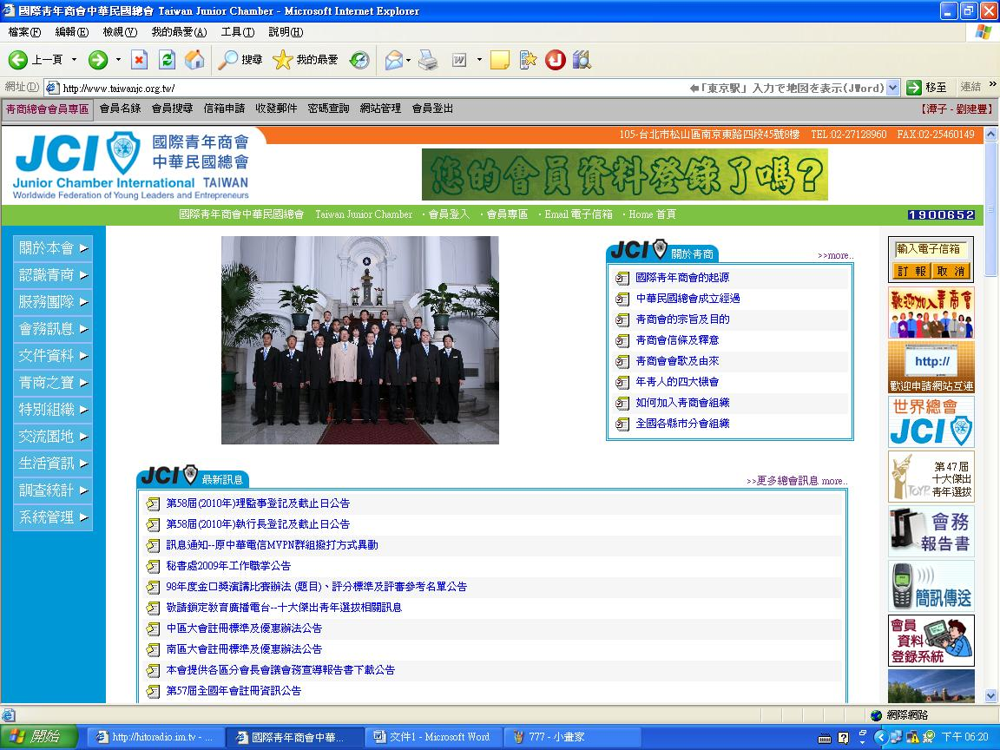 國際青年商會中華民國總會 Taiwan Junior Chamber - Microsoft Internet Explorer
檔案(F) 編輯(E) 檢視(V) 我的最愛(A) 工具(T) 說明(H)
上一頁 搜尋 我的最愛
網址(D) http://www.taiwanjc.org.tw/ 「東京駅」入力で地図を表示(JWord) 移至 連結 »
青商總會會員專區 會員名錄 會員搜尋 信箱申請 收發郵件 密碼查詢 網站管理 會員登出 【潭子 - 劉建豐】
105-台北市松山區南京東路四段45號8樓 TEL:02-27128960 FAX:02-25460149
JCI 國際青年商會
中華民國總會
Junior Chamber International TAIWAN
Worldwide Federation of Young Leaders and Entrepreneurs
您的會員資料登錄了嗎?
國際青年商會中華民國總會 Taiwan Junior Chamber ・會員登入 ・會員專區 ・Email 電子信箱 ・Home 首頁 1900652
關於本會
認識青商
服務團隊
會務訊息
文件資料
青商之寶
特別組織
交流園地
生活資訊
調查統計
系統管理
JCI 關於青商 >>more..
國際青年商會的起源
中華民國總會成立經過
青商會的宗旨及目的
青商會信條及釋意
青商會會歌及由來
年青人的四大機會
如何加入青商會組織
全國各縣市分會組織
JCI 最新訊息 >>更多總會訊息 more..
第58屆(2010年)理監事登記及截止日公告
第58屆(2010年)執行長登記及截止日公告
訊息通知--原中華電信MVPN群組撥打方式異動
秘書處2009年工作職掌公告
98年度金口獎演講比賽辦法 (題目)、評分標準及評審參考名單公告
敬請鎖定教育廣播電台--十大傑出青年選拔相關訊息
中區大會註冊標準及優惠辦法公告
南區大會註冊標準及優惠辦法公告
本會提供各區分會長會議會務宣導報告書下載公告
第57屆全國年會註冊資訊公告
輸入電子信箱
訂 報 取 消
歡迎加入青商會
http://
歡迎申請網站互連
世界總會
JCI
第47屆
十大傑出
青年選拔
TOYP
會務
報告書
簡訊傳送
會員
資料
登錄系統
網際網路
開始 http://hitoradio.im.tv - ... 國際青年商會中華... 文件1 - Microsoft Word 777 - 小畫家 下午 06:20